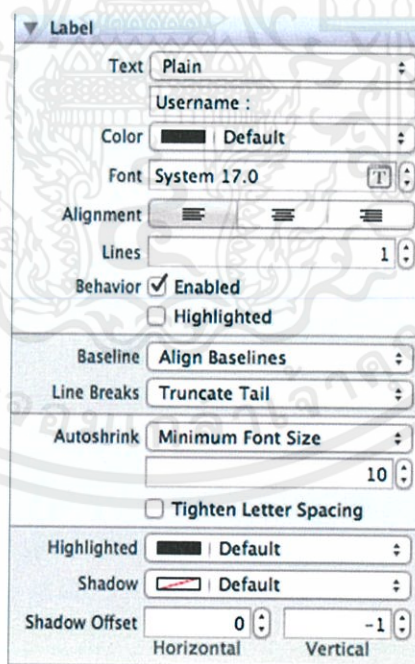 ▼ Label
Text Plain
Username :
Color Default
Font System 17.0 T
Alignment
Lines 1
Behavior ✓ Enabled
Highlighted
Baseline Align Baselines
Line Breaks Truncate Tail
Autoshrink Minimum Font Size
10
Tighten Letter Spacing
Highlighted Default
Shadow Default
Shadow Offset 0 -1
Horizontal Vertical